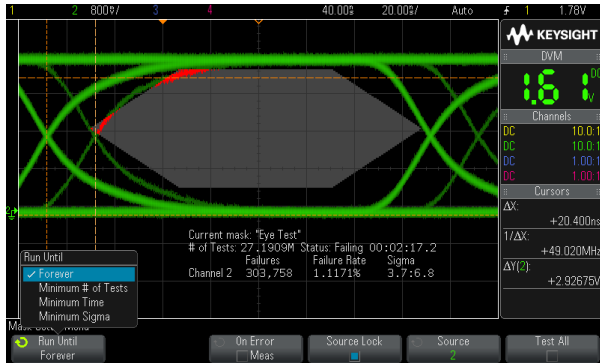 1 2 800▽/ 3 4 40.00▽ 20.00▽/ Auto 1 1.78V
KEYSIGHT
DVM
DC
1.61 V
Channels
DC 10.0:1
DC 10.0:1
DC 1.00:1
DC 1.00:1
Cursors
ΔX:
+20.400ns
1/ΔX:
+49.020MHz
ΔY(2):
+2.92675V
2
Current mask: "Eye Test"
# of Tests: 27.1909M Status: Failing 00:02:17.2
Failures Failure Rate Sigma
Channel 2 303,758 1.1171% 3.7:6.8
Run Until
Forever
Minimum # of Tests
Minimum Time
Minimum Sigma
Run Until
Forever
On Error
Meas
Source Lock
Source
2
Test All